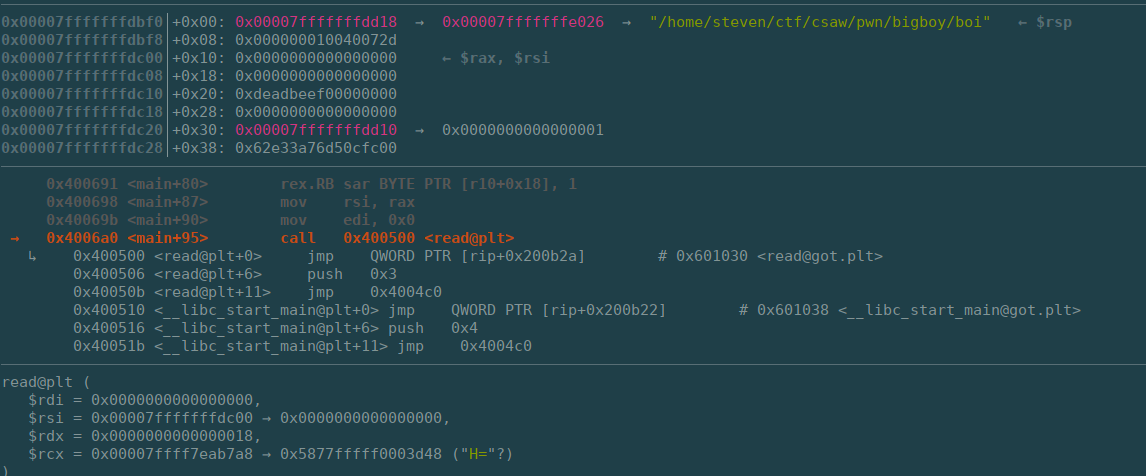 0x00007fffffffdbf0│+0x00: 0x00007fffffffdd18 → 0x00007fffffffe026 → "/home/steven/ctf/csaw/pwn/bigboy/boi" ← $rsp
0x00007fffffffdbf8│+0x08: 0x000000010040072d
0x00007fffffffdc00│+0x10: 0x0000000000000000 ← $rax, $rsi
0x00007fffffffdc08│+0x18: 0x0000000000000000
0x00007fffffffdc10│+0x20: 0xdeadbeef00000000
0x00007fffffffdc18│+0x28: 0x0000000000000000
0x00007fffffffdc20│+0x30: 0x00007fffffffdd10 → 0x0000000000000001
0x00007fffffffdc28│+0x38: 0x62e33a76d50cfc00
0x400691 <main+80> rex.RB sar BYTE PTR [r10+0x18], 1
0x400698 <main+87> mov rsi, rax
0x40069b <main+90> mov edi, 0x0
→ 0x4006a0 <main+95> call 0x400500 <read@plt>
↳ 0x400500 <read@plt+0> jmp QWORD PTR [rip+0x200b2a] # 0x601030 <read@got.plt>
0x400506 <read@plt+6> push 0x3
0x40050b <read@plt+11> jmp 0x4004c0
0x400510 <__libc_start_main@plt+0> jmp QWORD PTR [rip+0x200b22] # 0x601038 <__libc_start_main@got.plt>
0x400516 <__libc_start_main@plt+6> push 0x4
0x40051b <__libc_start_main@plt+11> jmp 0x4004c0
read@plt (
$rdi = 0x0000000000000000,
$rsi = 0x00007fffffffdc00 → 0x0000000000000000,
$rdx = 0x0000000000000018,
$rcx = 0x00007ffff7eab7a8 → 0x5877fffff0003d48 ("H="?)
)